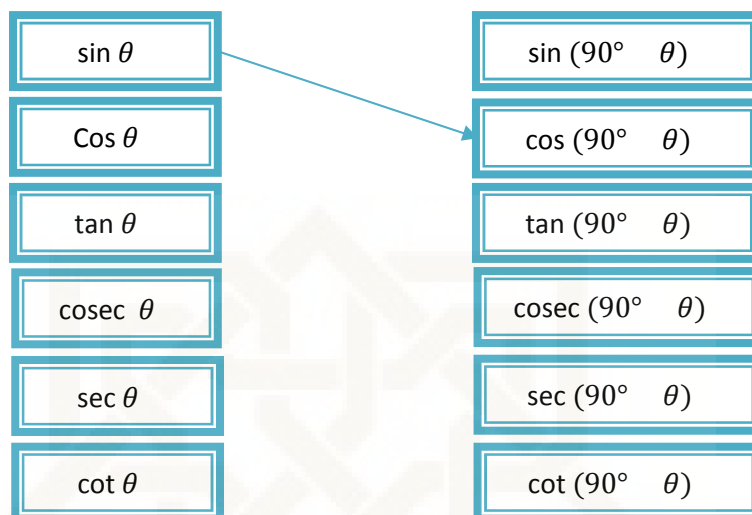 sin θ sin (90° θ)
Cos θ cos (90° θ)
tan θ tan (90° θ)
cosec θ cosec (90° θ)
sec θ sec (90° θ)
cot θ cot (90° θ)